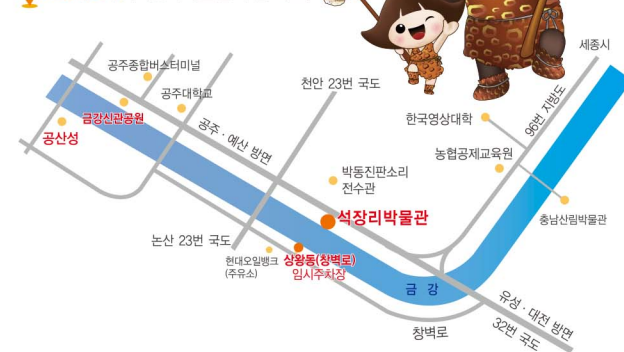 세종시
공주종합버스터미널
천안 23번 국도
공주대학교
96번 지방도
금강신관공원
한국영상대학
공주·예산 방면
공산성
농협공제교육원
박동진판소리
전수관
석장리박물관
충남산림박물관
논산 23번 국도
현대오일뱅크
(주유소)
상왕동(창벽로)
임시주차장
금 강
유성·대전 방면
창벽로
32번 국도